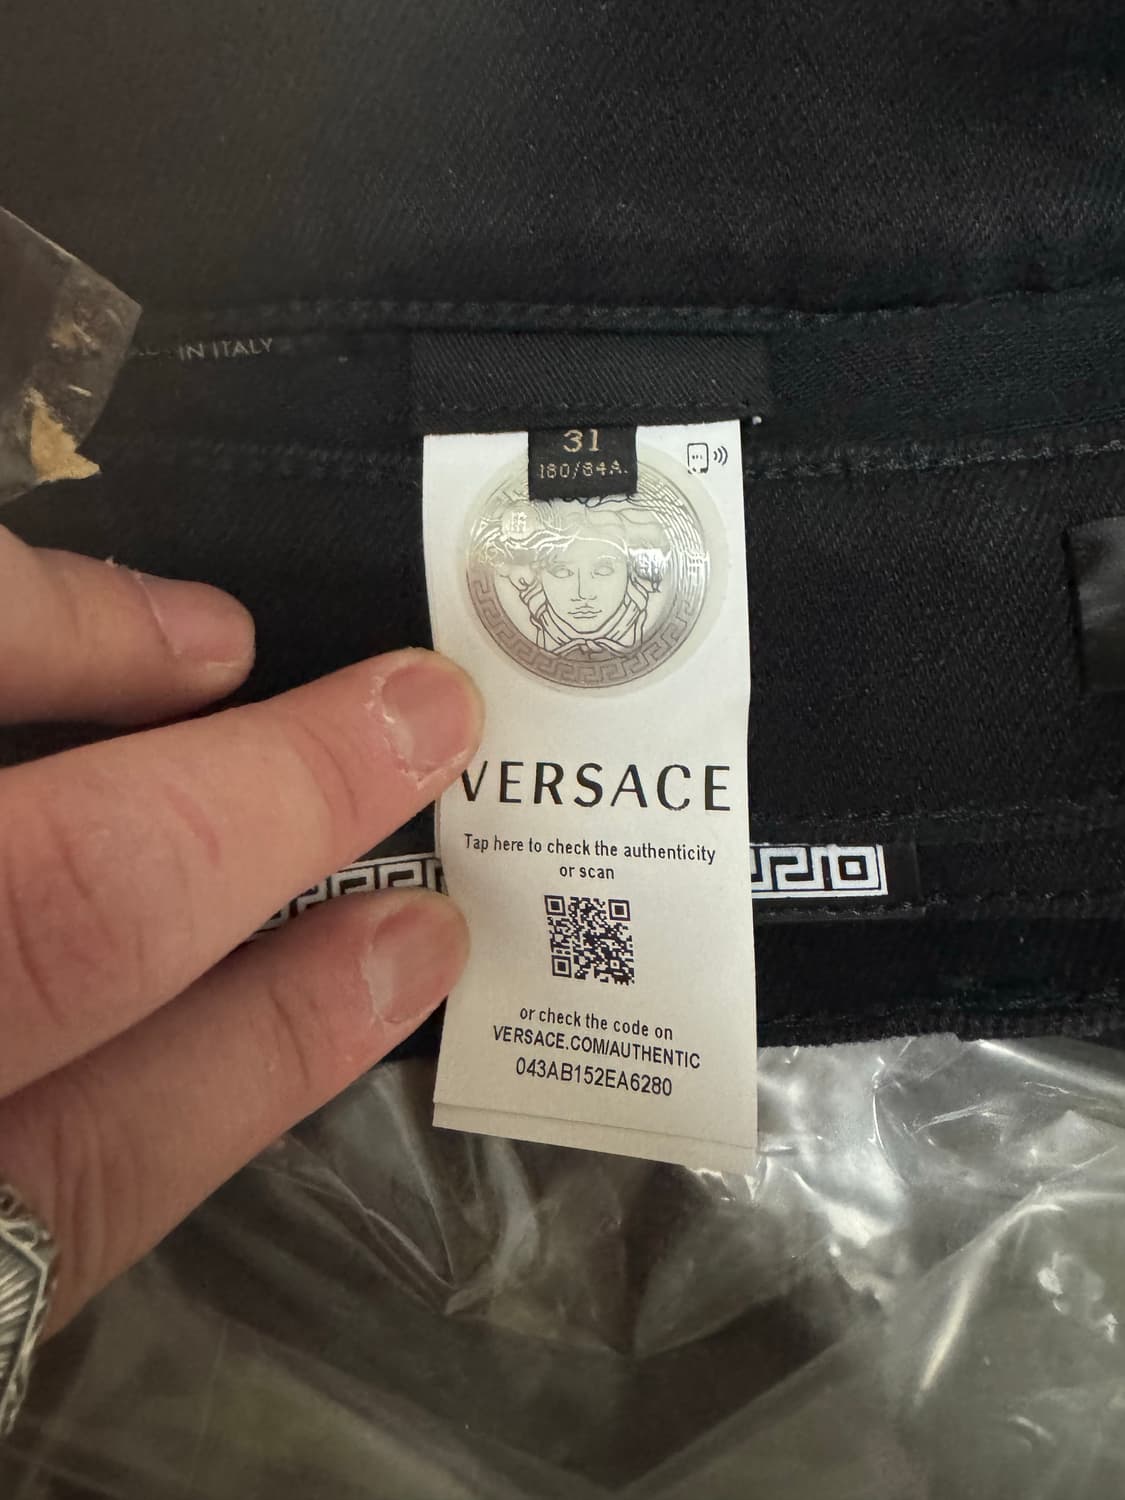 IN ITALY
31
180/84A
VERSACE
Tap here to check the authenticity
or scan
or check the code on
VERSACE.COM/AUTHENTIC
043AB152EA6280